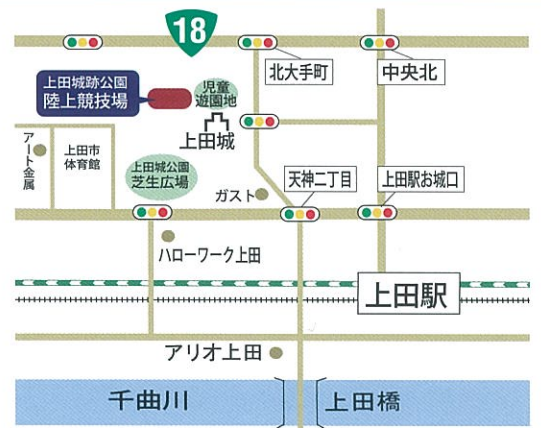 18
北大手町
中央北
上田城跡公園
陸上競技場
児童
遊園地
上田城
アート金属
上田市
体育館
上田城公園
芝生広場
ガスト
天神二丁目
上田駅お城口
ハローワーク上田
上田駅
アリオ上田
千曲川
上田橋